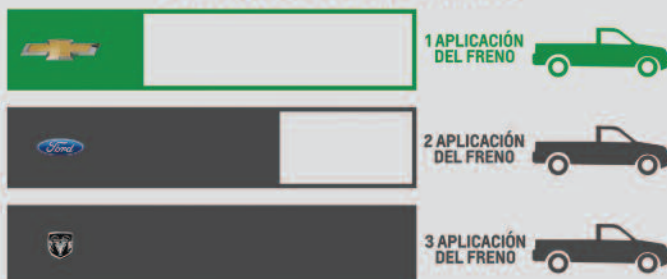 1 APLICACIÓN
DEL FRENO
Ford
2 APLICACIÓN
DEL FRENO
3 APLICACIÓN
DEL FRENO